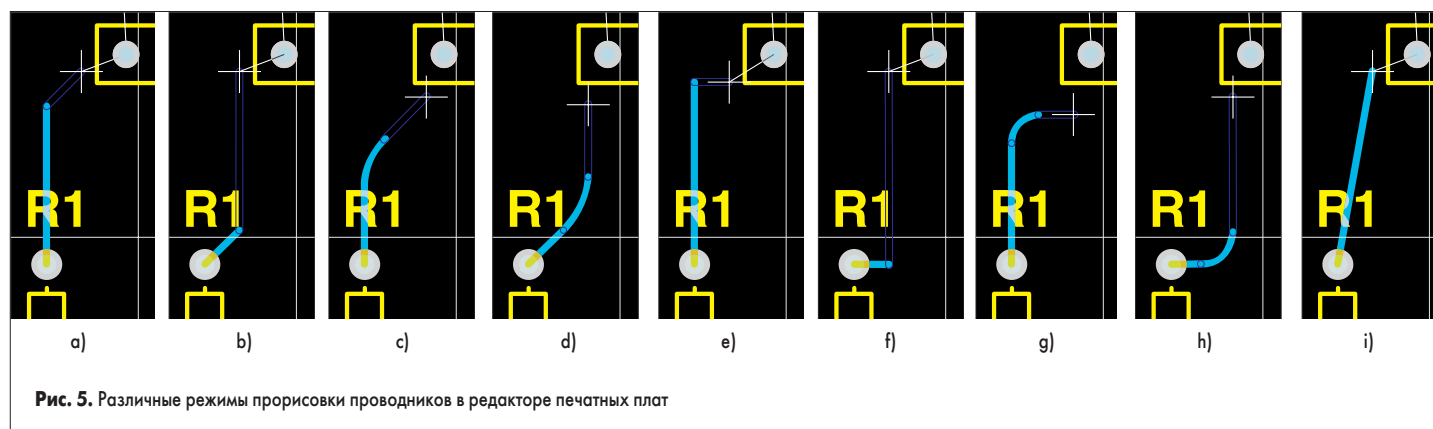 R1 R1 R1 R1 R1 R1 R1 R1 R1
a) b) c) d) e) f) g) h) i)
Рис. 5. Различные режимы прорисовки проводников в редакторе печатных плат